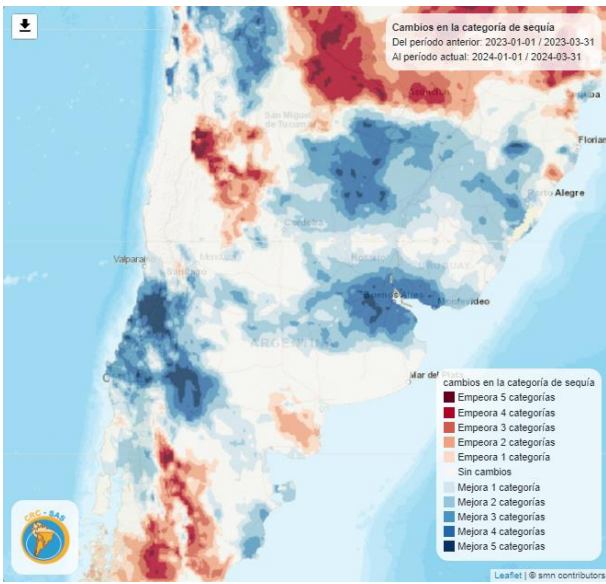 Cambios en la categoría de sequía
Del período anterior: 2023-01-01 / 2023-03-31
Al período actual: 2024-01-01 / 2024-03-31
Asunción
San Miguel
de Tucumán
Florian
Porto Alegre
Córdoba
Rosario
URUGUAY
Valparaí
Mendoza
Santiago
Buenos Aires
Montevideo
ARGENTINA
Mar del Plata
cambios en la categoría de sequía
Empeora 5 categorías
Empeora 4 categorías
Empeora 3 categorías
Empeora 2 categorías
Empeora 1 categoría
Sin cambios
Mejora 1 categoría
Mejora 2 categorías
Mejora 3 categorías
Mejora 4 categorías
Mejora 5 categorías
CRC - SAS
Leaflet | © smn contributors